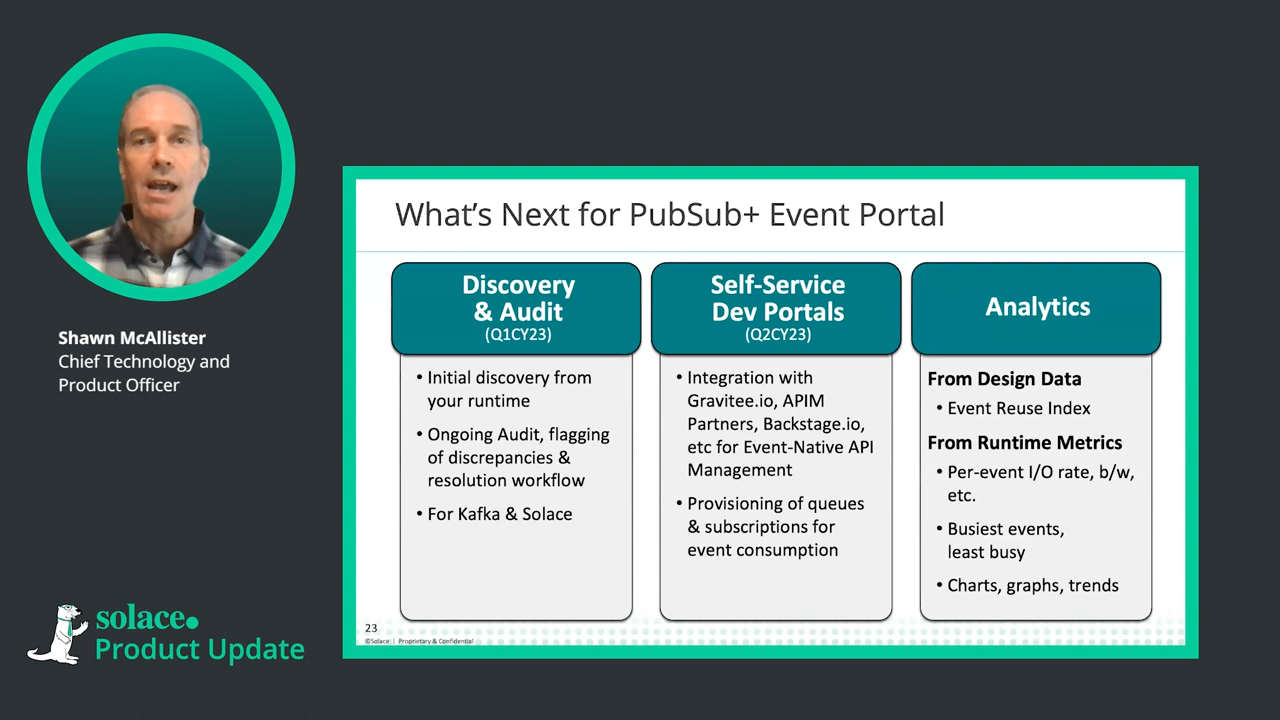 Shawn McAllister
Chief Technology and
Product Officer
solace.
Product Update
What's Next for PubSub+ Event Portal
Discovery
& Audit
(Q1CY23)
• Initial discovery from
your runtime
• Ongoing Audit, flagging
of discrepancies &
resolution workflow
• For Kafka & Solace
Self-Service
Dev Portals
(Q2CY23)
• Integration with
Gravitee.io, APIM
Partners, Backstage.io,
etc for Event-Native API
Management
• Provisioning of queues
& subscriptions for
event consumption
Analytics
From Design Data
• Event Reuse Index
From Runtime Metrics
• Per-event I/O rate, b/w,
etc.
• Busiest events,
least busy
• Charts, graphs, trends
23
©Solace | Proprietary & Confidential